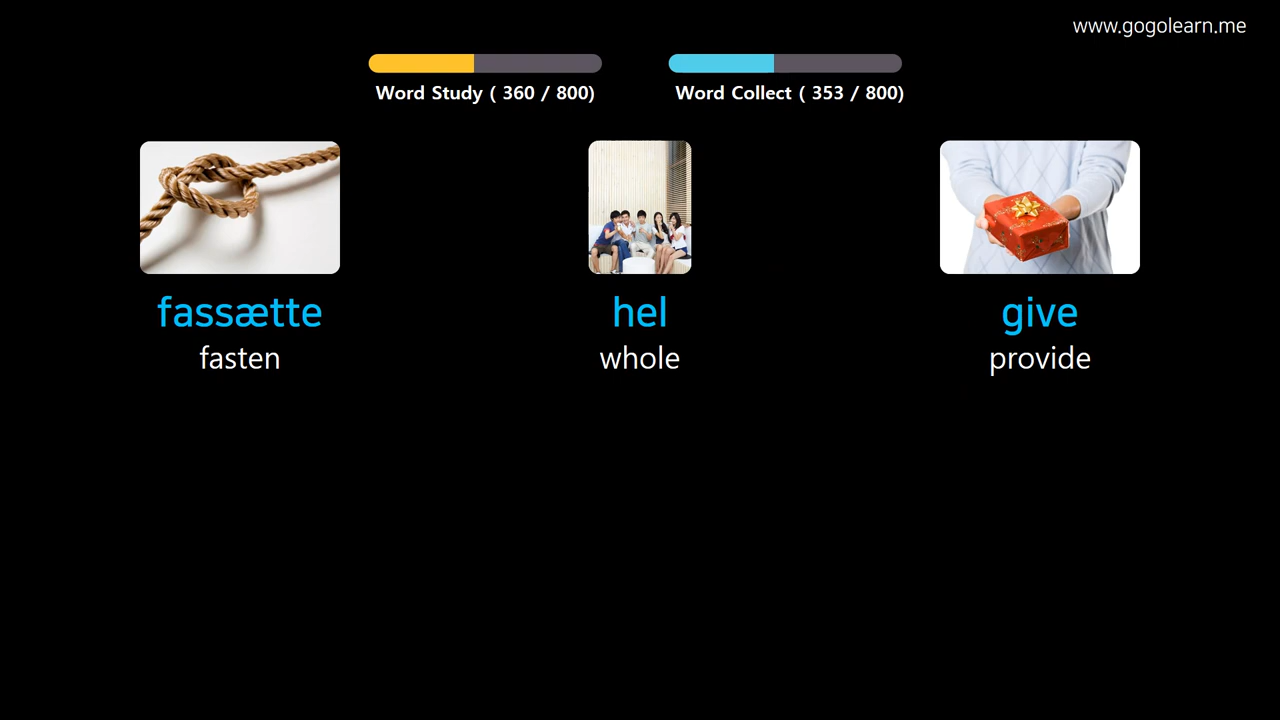 www.gogolearn.me
Word Study ( 360 / 800)
Word Collect ( 353 / 800)
fassætte
hel
give
fasten
whole
provide